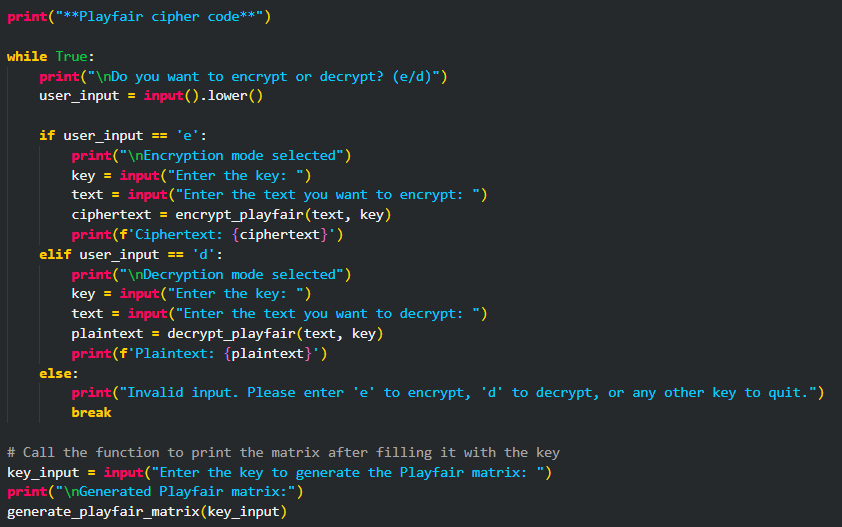 print("**Playfair cipher code**")

while True:
    print("\nDo you want to encrypt or decrypt? (e/d)")
    user_input = input().lower()

    if user_input == 'e':
        print("\nEncryption mode selected")
        key = input("Enter the key: ")
        text = input("Enter the text you want to encrypt: ")
        ciphertext = encrypt_playfair(text, key)
        print(f'Ciphertext: {ciphertext}')
    elif user_input == 'd':
        print("\nDecryption mode selected")
        key = input("Enter the key: ")
        text = input("Enter the text you want to decrypt: ")
        plaintext = decrypt_playfair(text, key)
        print(f'Plaintext: {plaintext}')
    else:
        print("Invalid input. Please enter 'e' to encrypt, 'd' to decrypt, or any other key to quit.")
        break

# Call the function to print the matrix after filling it with the key
key_input = input("Enter the key to generate the Playfair matrix: ")
print("\nGenerated Playfair matrix:")
generate_playfair_matrix(key_input)